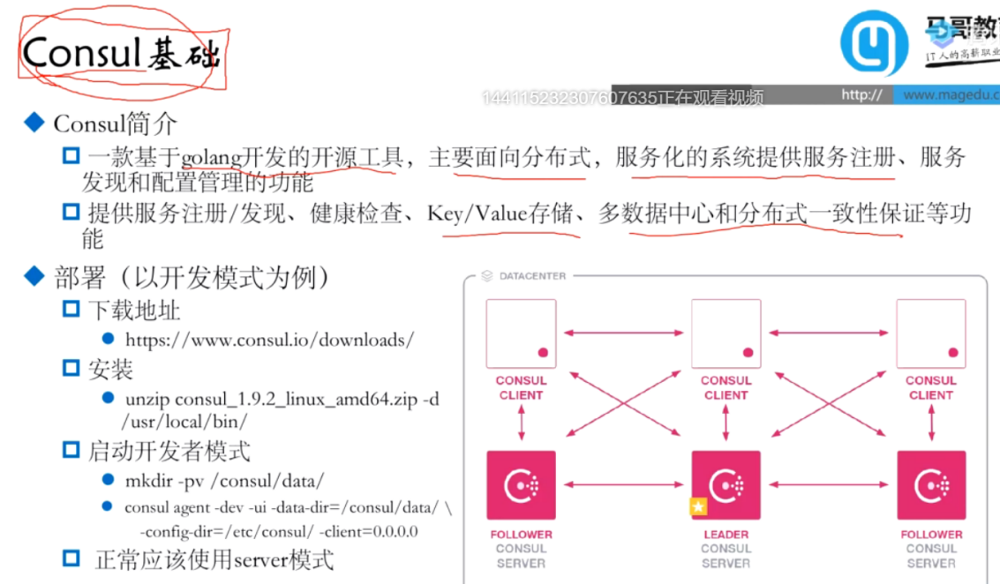 Consul基础
马哥教育
IT人的高薪职业
1441152323076076​35正在观看视频
http://
www.magedu.c
Consul简介
一款基于golang开发的开源工具，主要面向分布式，服务化的系统提供服务注册、服务
发现和配置管理的功能
提供服务注册/发现、健康检查、Key/Value存储、多数据中心和分布式一致性保证等功
能
部署（以开发模式为例）
下载地址
https://www.consul.io/downloads/
安装
unzip consul_1.9.2_linux_amd64.zip -d
/usr/local/bin/
启动开发者模式
mkdir -pv /consul/data/
consul agent -dev -ui -data-dir=/consul/data/ \
-config-dir=/etc/consul/ -client=0.0.0.0
正常应该使用server模式
DATACENTER
CONSUL
CLIENT
CONSUL
CLIENT
CONSUL
CLIENT
FOLLOWER
CONSUL
SERVER
LEADER
CONSUL
SERVER
FOLLOWER
CONSUL
SERVER